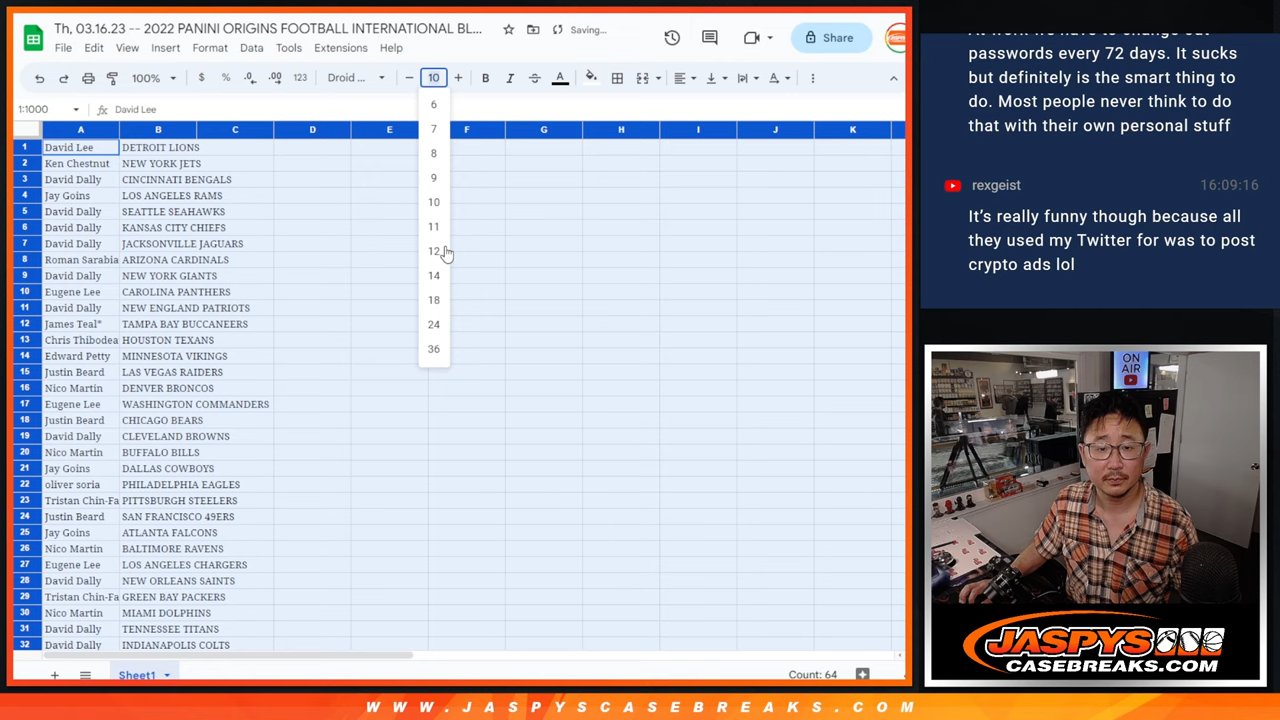 Th, 03.16.23 -- 2022 PANINI ORIGINS FOOTBALL INTERNATIONAL BL...
Saving...
File Edit View Insert Format Data Tools Extensions Help
Share
100% $ % .0 .00 123 Droid ... − 10 + B I S A A
1:1000 fx David Lee
A B C D E F G H I J K
1 David Lee DETROIT LIONS
2 Ken Chestnut NEW YORK JETS
3 David Dally CINCINNATI BENGALS
4 Jay Goins LOS ANGELES RAMS
5 David Dally SEATTLE SEAHAWKS
6 David Dally KANSAS CITY CHIEFS
7 David Dally JACKSONVILLE JAGUARS
8 Roman Sarabia ARIZONA CARDINALS
9 David Dally NEW YORK GIANTS
10 Eugene Lee CAROLINA PANTHERS
11 David Dally NEW ENGLAND PATRIOTS
12 James Teal* TAMPA BAY BUCCANEERS
13 Chris Thibodea HOUSTON TEXANS
14 Edward Petty MINNESOTA VIKINGS
15 Justin Beard LAS VEGAS RAIDERS
16 Nico Martin DENVER BRONCOS
17 Eugene Lee WASHINGTON COMMANDERS
18 Justin Beard CHICAGO BEARS
19 David Dally CLEVELAND BROWNS
20 Nico Martin BUFFALO BILLS
21 Jay Goins DALLAS COWBOYS
22 oliver soria PHILADELPHIA EAGLES
23 Tristan Chin-Fa PITTSBURGH STEELERS
24 Justin Beard SAN FRANCISCO 49ERS
25 Jay Goins ATLANTA FALCONS
26 Nico Martin BALTIMORE RAVENS
27 Eugene Lee LOS ANGELES CHARGERS
28 David Dally NEW ORLEANS SAINTS
29 Tristan Chin-Fa GREEN BAY PACKERS
30 Nico Martin MIAMI DOLPHINS
31 David Dally TENNESSEE TITANS
32 David Dally INDIANAPOLIS COLTS
6
7
8
9
10
11
12
14
18
24
36
Sheet1
Count: 64
passwords every 72 days. It sucks
but definitely is the smart thing to
do. Most people never think to do
that with their own personal stuff
rexgeist 16:09:16
It's really funny though because all
they used my Twitter for was to post
crypto ads lol
ON
AIR
JASPYS
CASEBREAKS.COM
WWW.JASPYSCASEBREAKS.COM